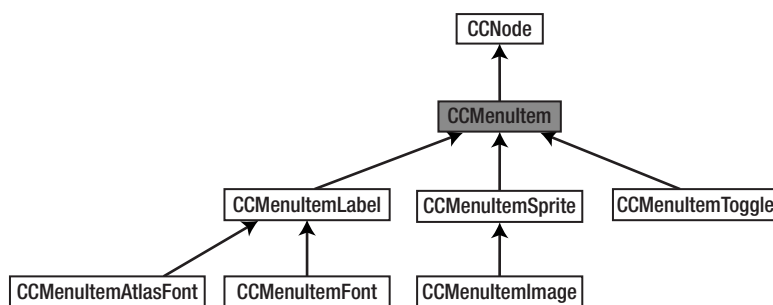 CCNode
CCMenuItem
CCMenuItemLabel
CCMenuItemSprite
CCMenuItemToggle
CCMenuItemAtlasFont
CCMenuItemFont
CCMenuItemImage